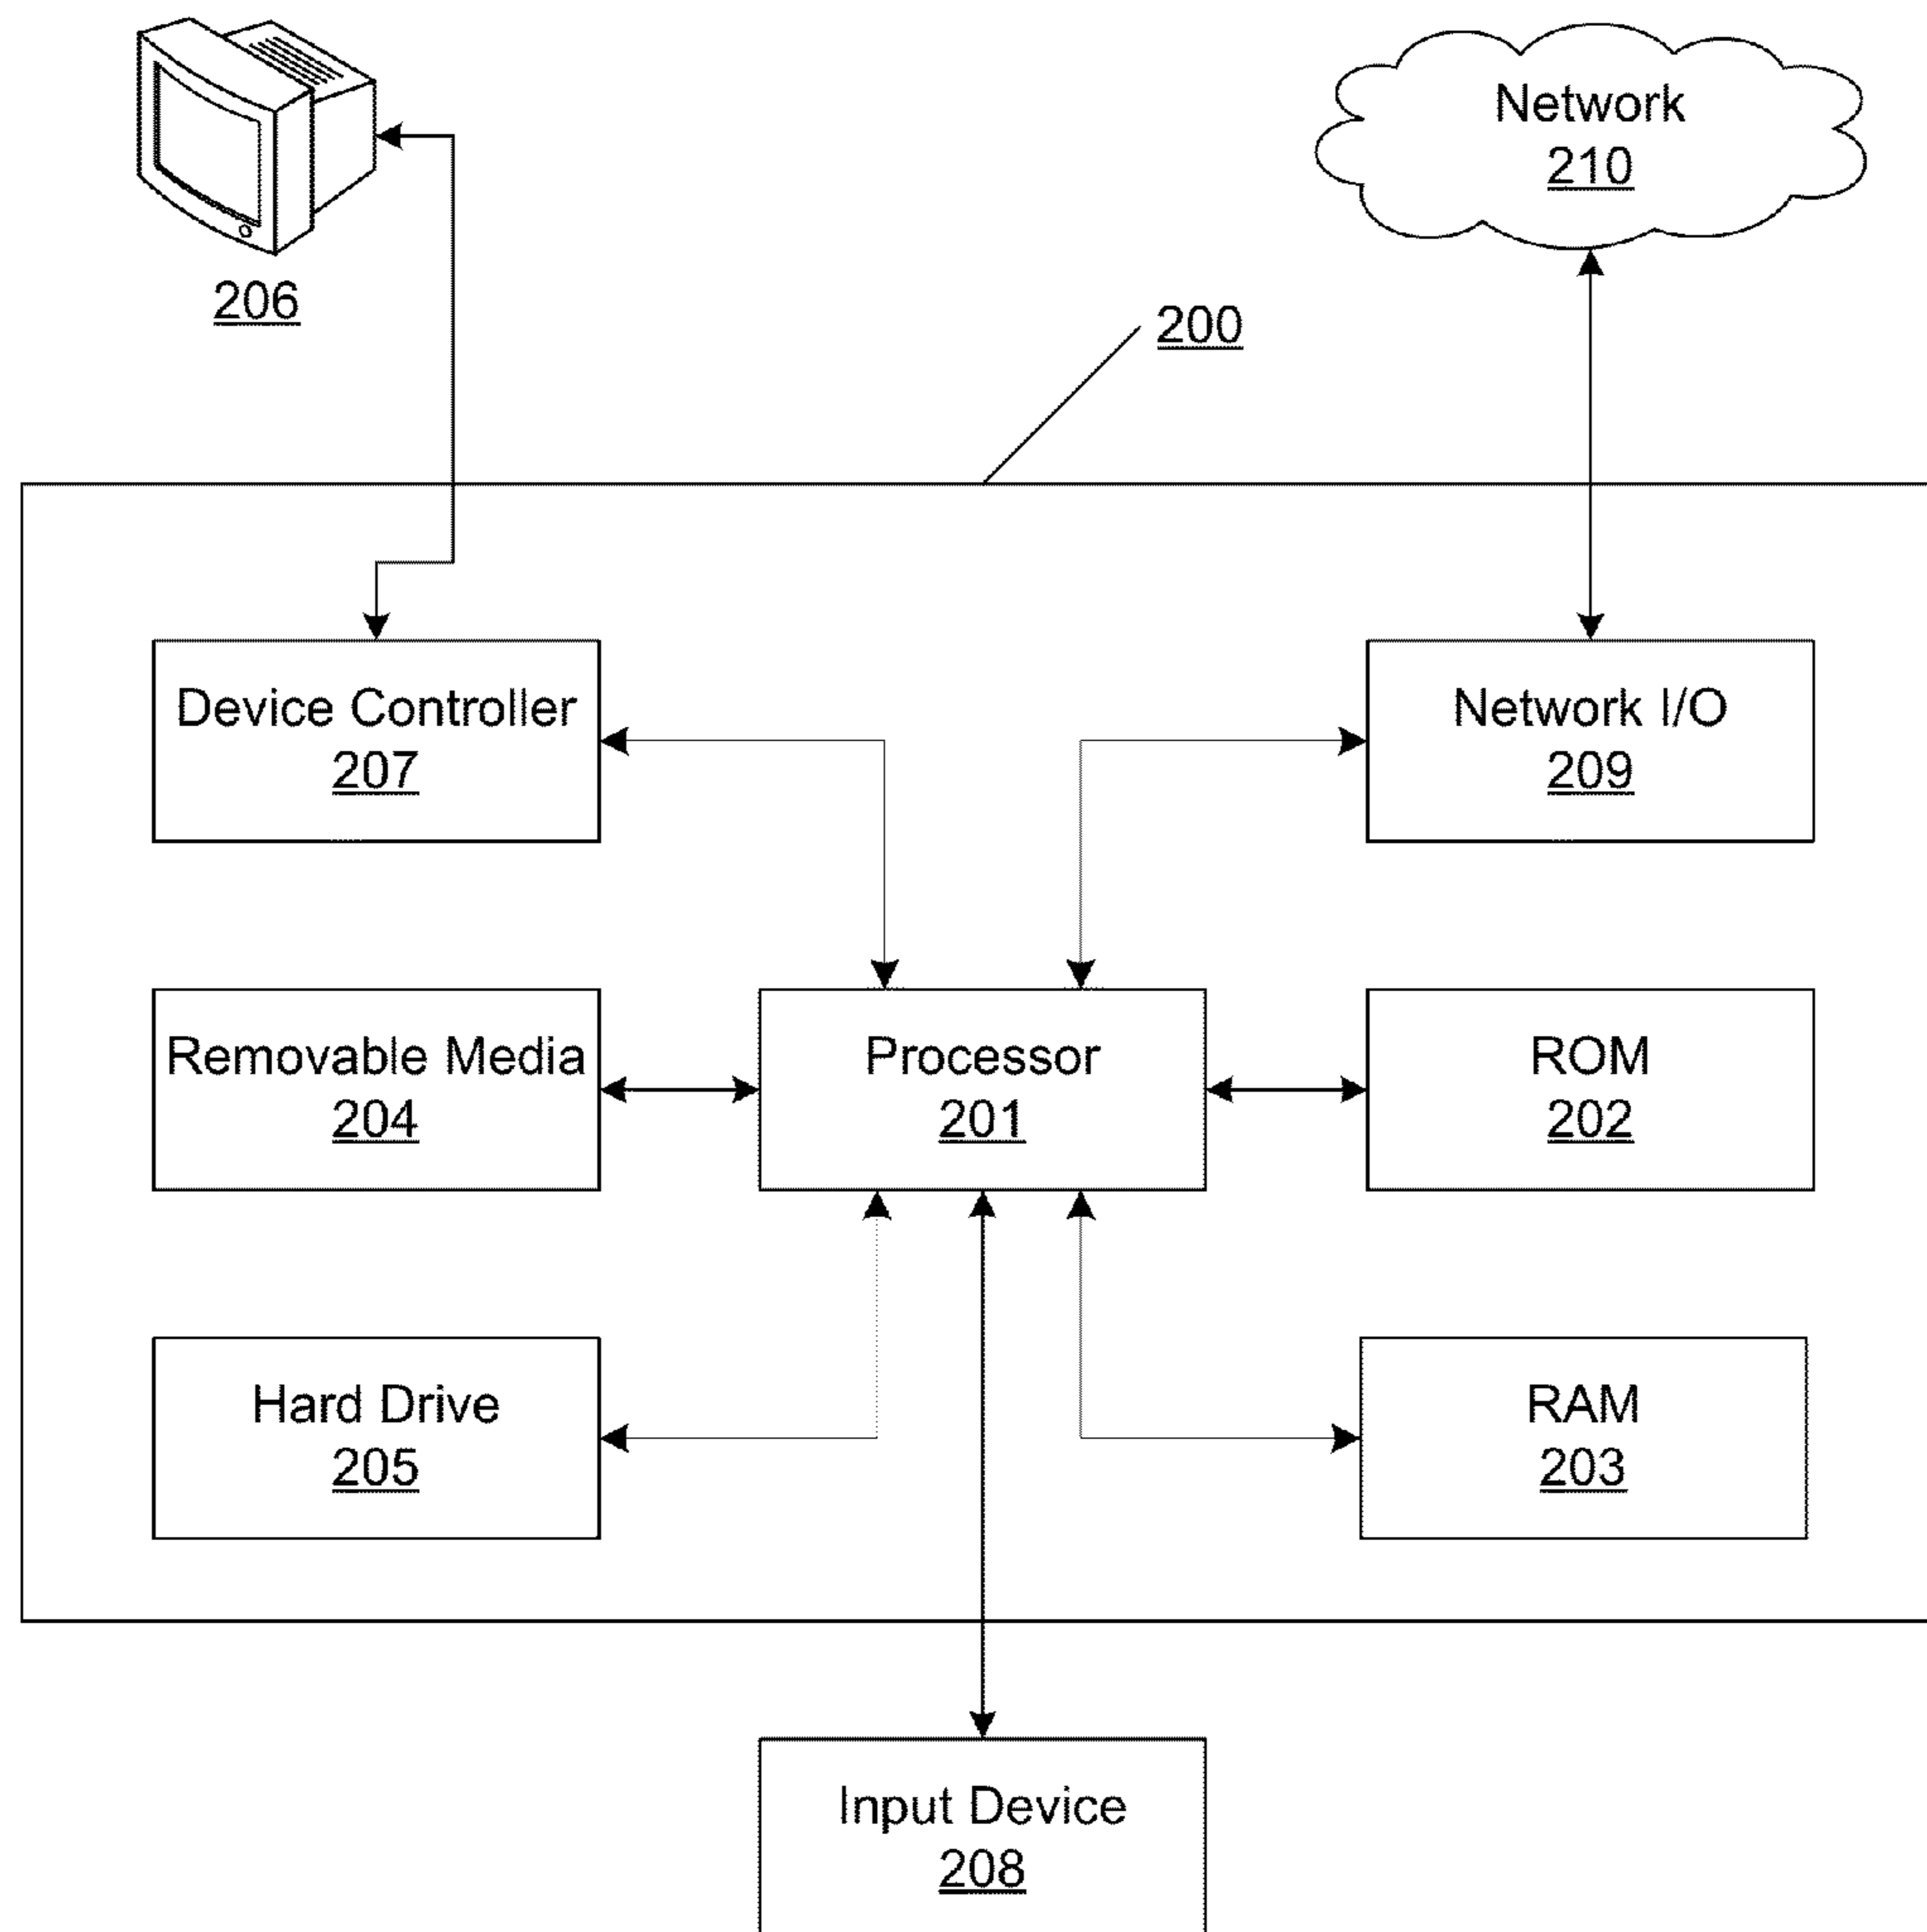 Network
210
206
200
Device Controller
207
Network I/O
209
Removable Media
204
Processor
201
ROM
202
Hard Drive
205
RAM
203
Input Device
208